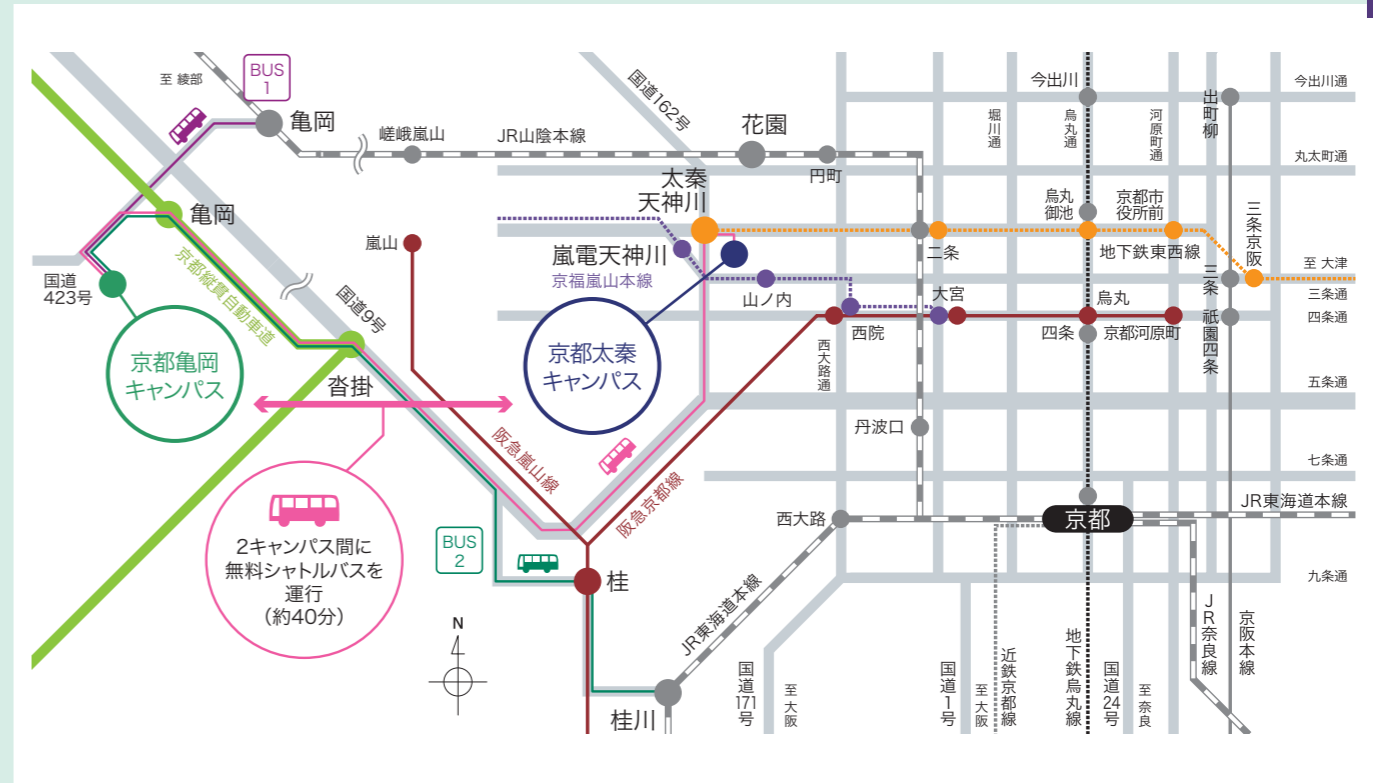 至 綾部
BUS
1
亀岡
嵯峨嵐山
JR山陰本線
国道162号
花園
円町
太秦
天神川
今出川
堀川通
烏丸通
河原町通
出町柳
今出川通
丸太町通
烏丸
御池
京都市
役所前
三条京阪
二条
地下鉄東西線
至 大津
三条
三条通
亀岡
国道
423号
京都縦貫自動車道
嵐山
嵐電天神川
京福嵐山本線
山ノ内
大宮
西院
西大路通
烏丸
四条
京都河原町
祇園四条
四条通
国道9号
沓掛
京都亀岡
キャンパス
京都太秦
キャンパス
五条通
丹波口
七条通
阪急嵐山線
阪急京都線
2キャンパス間に
無料シャトルバスを
運行
(約40分)
BUS
2
桂
西大路
京都
JR東海道本線
九条通
N
JR東海道本線
桂川
国道171号
至 大阪
国道1号
至 大阪
近鉄京都線
地下鉄烏丸線
国道24号
至 奈良
JR奈良線
京阪本線